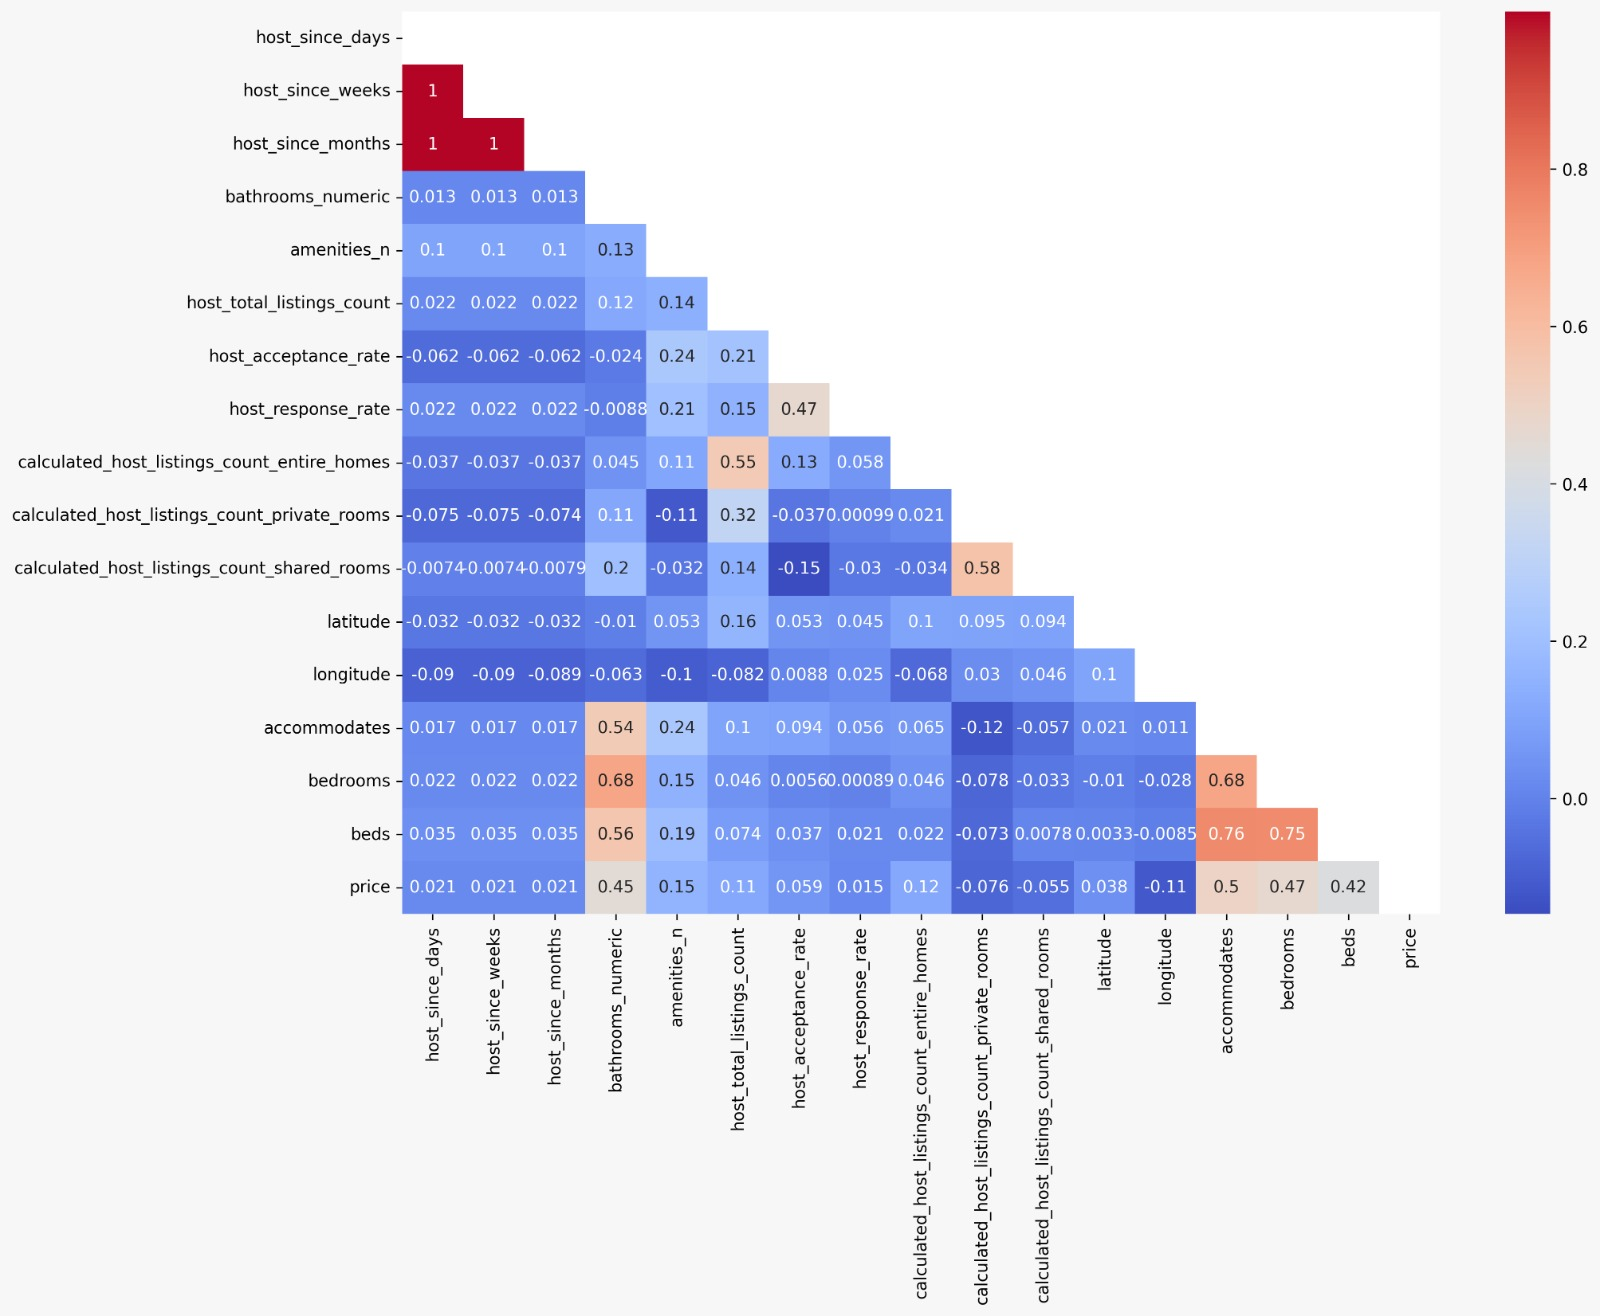 host_since_days
host_since_weeks 1
host_since_months 1 1 0.8
bathrooms_numeric 0.013 0.013 0.013
amenities_n 0.1 0.1 0.1 0.13
host_total_listings_count 0.022 0.022 0.022 0.12 0.14 0.6
host_acceptance_rate -0.062 -0.062 -0.062 -0.024 0.24 0.21
host_response_rate 0.022 0.022 0.022 -0.0088 0.21 0.15 0.47
calculated_host_listings_count_entire_homes -0.037 -0.037 -0.037 0.045 0.11 0.55 0.13 0.058 0.4
calculated_host_listings_count_private_rooms -0.075 -0.075 -0.074 0.11 -0.11 0.32 -0.037 0.00099 0.021
calculated_host_listings_count_shared_rooms -0.0074 -0.0074 -0.0079 0.2 -0.032 0.14 -0.15 -0.03 -0.034 0.58
latitude -0.032 -0.032 -0.032 -0.01 0.053 0.16 0.053 0.045 0.1 0.095 0.094 0.2
longitude -0.09 -0.09 -0.089 -0.063 -0.1 -0.082 0.0088 0.025 -0.068 0.03 0.046 0.1
accommodates 0.017 0.017 0.017 0.54 0.24 0.1 0.094 0.056 0.065 -0.12 -0.057 0.021 0.011
bedrooms 0.022 0.022 0.022 0.68 0.15 0.046 0.0056 0.00089 0.046 -0.078 -0.033 -0.01 -0.028 0.68 0.0
beds 0.035 0.035 0.035 0.56 0.19 0.074 0.037 0.021 0.022 -0.073 0.0078 0.0033 -0.0085 0.76 0.75
price 0.021 0.021 0.021 0.45 0.15 0.11 0.059 0.015 0.12 -0.076 -0.055 0.038 -0.11 0.5 0.47 0.42
host_since_days
host_since_weeks
host_since_months
bathrooms_numeric
amenities_n
host_total_listings_count
host_acceptance_rate
host_response_rate
calculated_host_listings_count_entire_homes
calculated_host_listings_count_private_rooms
calculated_host_listings_count_shared_rooms
latitude
longitude
accommodates
bedrooms
beds
price